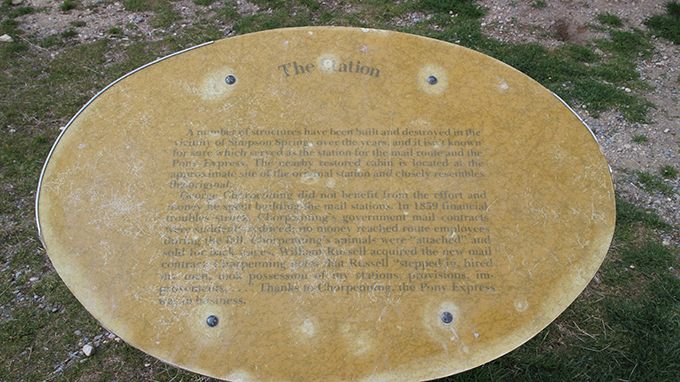 The Station
A number of structures have been built and destroyed in the
vicinity of Simpson Springs over the years, and it isn't known
for sure which served as the station for the mail route and the
Pony Express. The nearby restored cabin is located at the
approximate site of the original station and closely resembles
the original.
George Chorpenning did not benefit from the effort and
money he spent building the mail stations. In 1859 financial
troubles struck. Chorpenning's government mail contracts
were suddenly reduced; no money reached route employees
during the fall. Chorpenning's animals were "attached" and
sold for back wages. William Russell acquired the new mail
contract. Chorpenning that Russell "stepped in, hired
my men, took possession of my stations, provisions, im-
provements. . . ." Thanks to Chorpenning, the Pony Express
was in business.